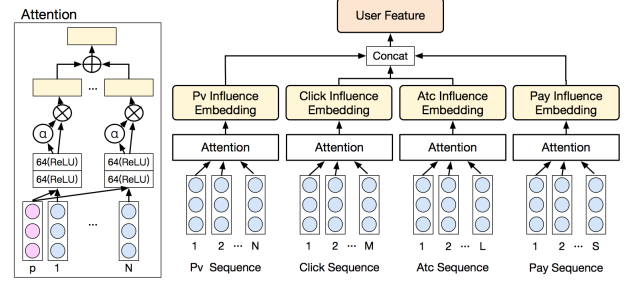 Attention
...
α
α
64(ReLU)
64(ReLU)
64(ReLU)
64(ReLU)
...
p 1 N
User Feature
Concat
Pv Influence
Embedding
Click Influence
Embedding
Atc Influence
Embedding
Pay Influence
Embedding
Attention
Attention
Attention
Attention
1 2 ... N
1 2 ... M
1 2 ... L
1 2 ... S
Pv Sequence
Click Sequence
Atc Sequence
Pay Sequence